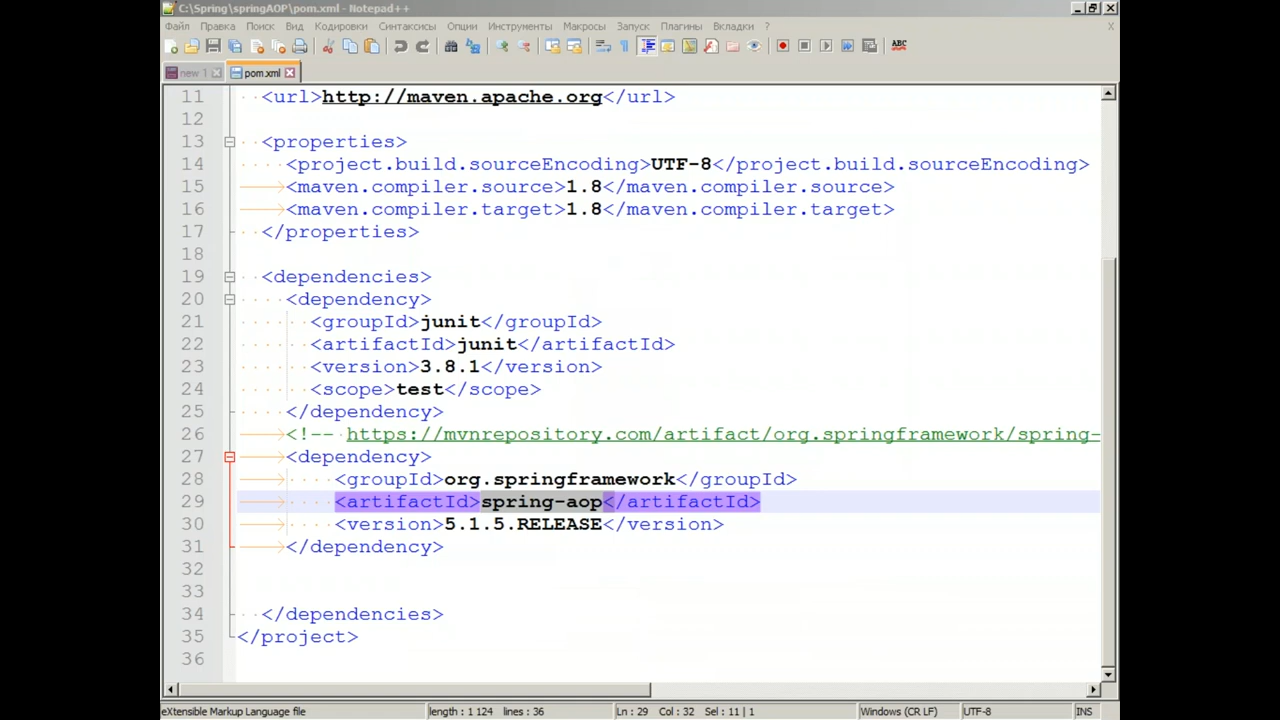 C:\Spring\springAOP\pom.xml - Notepad++
Файл Правка Поиск Вид Кодировки Синтаксисы Опции Инструменты Макросы Запуск Плагины Вкладки ? X
ABC
new 1 pom.xml
11 <url>http://maven.apache.org</url>
12
13 <properties>
14 <project.build.sourceEncoding>UTF-8</project.build.sourceEncoding>
15 <maven.compiler.source>1.8</maven.compiler.source>
16 <maven.compiler.target>1.8</maven.compiler.target>
17 </properties>
18
19 <dependencies>
20 <dependency>
21 <groupId>junit</groupId>
22 <artifactId>junit</artifactId>
23 <version>3.8.1</version>
24 <scope>test</scope>
25 </dependency>
26 <!-- https://mvnrepository.com/artifact/org.springframework/spring-
27 <dependency>
28 <groupId>org.springframework</groupId>
29 <artifactId>spring-aop</artifactId>
30 <version>5.1.5.RELEASE</version>
31 </dependency>
32
33
34 </dependencies>
35 </project>
36
eXtensible Markup Language file length : 1 124 lines : 36 Ln : 29 Col : 32 Sel : 11 | 1 Windows (CR LF) UTF-8 INS